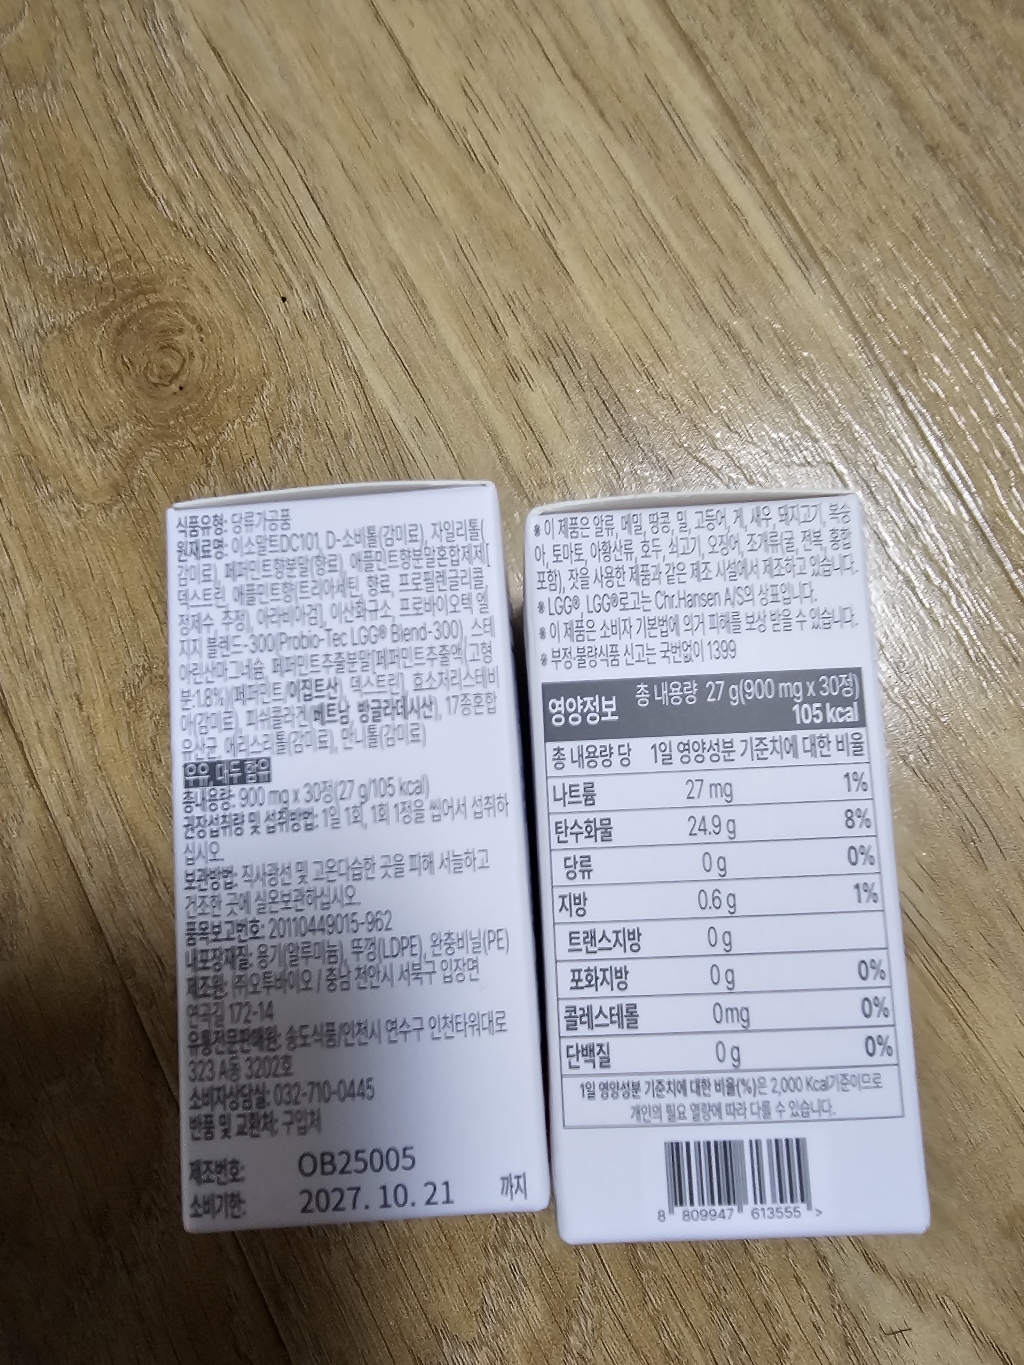 식품유형: 당류가공품
원재료명: 이소말트DC101, D-소비톨(감미료), 자일리톨(
감미료), 페퍼민트향분말(향료), 애플민트향분말혼합제제[
덱스트린, 애플민트향(트리아세틴, 향료, 프로필렌글리콜,
정제수, 주정), 아라비아검], 이산화규소, 프로바이오텍 엘
지지 블렌드-300(Probio-Tec LGG® Blend-300), 스테
아린산마그네슘, 페퍼민트추출분말[페퍼민트추출액(고형
분:1.8%)(페퍼민트/이집트산), 덱스트린], 효소처리스테비
아(감미료), 피쉬콜라겐(베트남, 방글라데시산), 17종혼합
유산균, 에리스리톨(감미료), 만니톨(감미료)
우유, 대두 함유
총내용량: 900 mg x 30정(27 g/105 kcal)
권장섭취량 및 섭취방법: 1일 1회, 1회 1정을 씹어서 섭취하
십시오.
보관방법: 직사광선 및 고온다습한 곳을 피해 서늘하고
건조한 곳에 실온보관하십시오.
품목보고번호: 20110449015-962
내포장재질: 용기(알루미늄), 뚜껑(LDPE), 완충비닐(PE)
제조원: ㈜오투바이오 / 충남 천안시 서북구 입장면
연곡길 172-14
유통전문판매원: 송도식품/인천시 연수구 인천타워대로
323 A동 3202호
소비자상담실: 032-710-0445
반품 및 교환처: 구입처
제조번호: OB25005
소비기한: 2027. 10. 21 까지
※ 이 제품은 알류, 메밀, 땅콩, 밀, 고등어, 게, 새우, 돼지고기, 복숭
아, 토마토, 아황산류, 호두, 쇠고기, 오징어, 조개류(굴, 전복, 홍합
포함), 잣을 사용한 제품과 같은 제조 시설에서 제조하고 있습니다.
※ LGG® LGG®로고는 Chr.Hansen A/S의 상표입니다.
※ 이 제품은 소비자 기본법에 의거 피해를 보상 받을 수 있습니다.
※ 부정·불량식품 신고는 국번없이 1399
영양정보 총 내용량 27 g(900 mg x 30정)
105 kcal
총 내용량 당 1일 영양성분 기준치에 대한 비율
나트륨 27 mg 1%
탄수화물 24.9 g 8%
당류 0 g 0%
지방 0.6 g 1%
트랜스지방 0 g
포화지방 0 g 0%
콜레스테롤 0mg 0%
단백질 0 g 0%
1일 영양성분 기준치에 대한 비율(%)은 2,000 Kcal기준이므로
개인의 필요 열량에 따라 다를 수 있습니다.
8 809947 613555 >